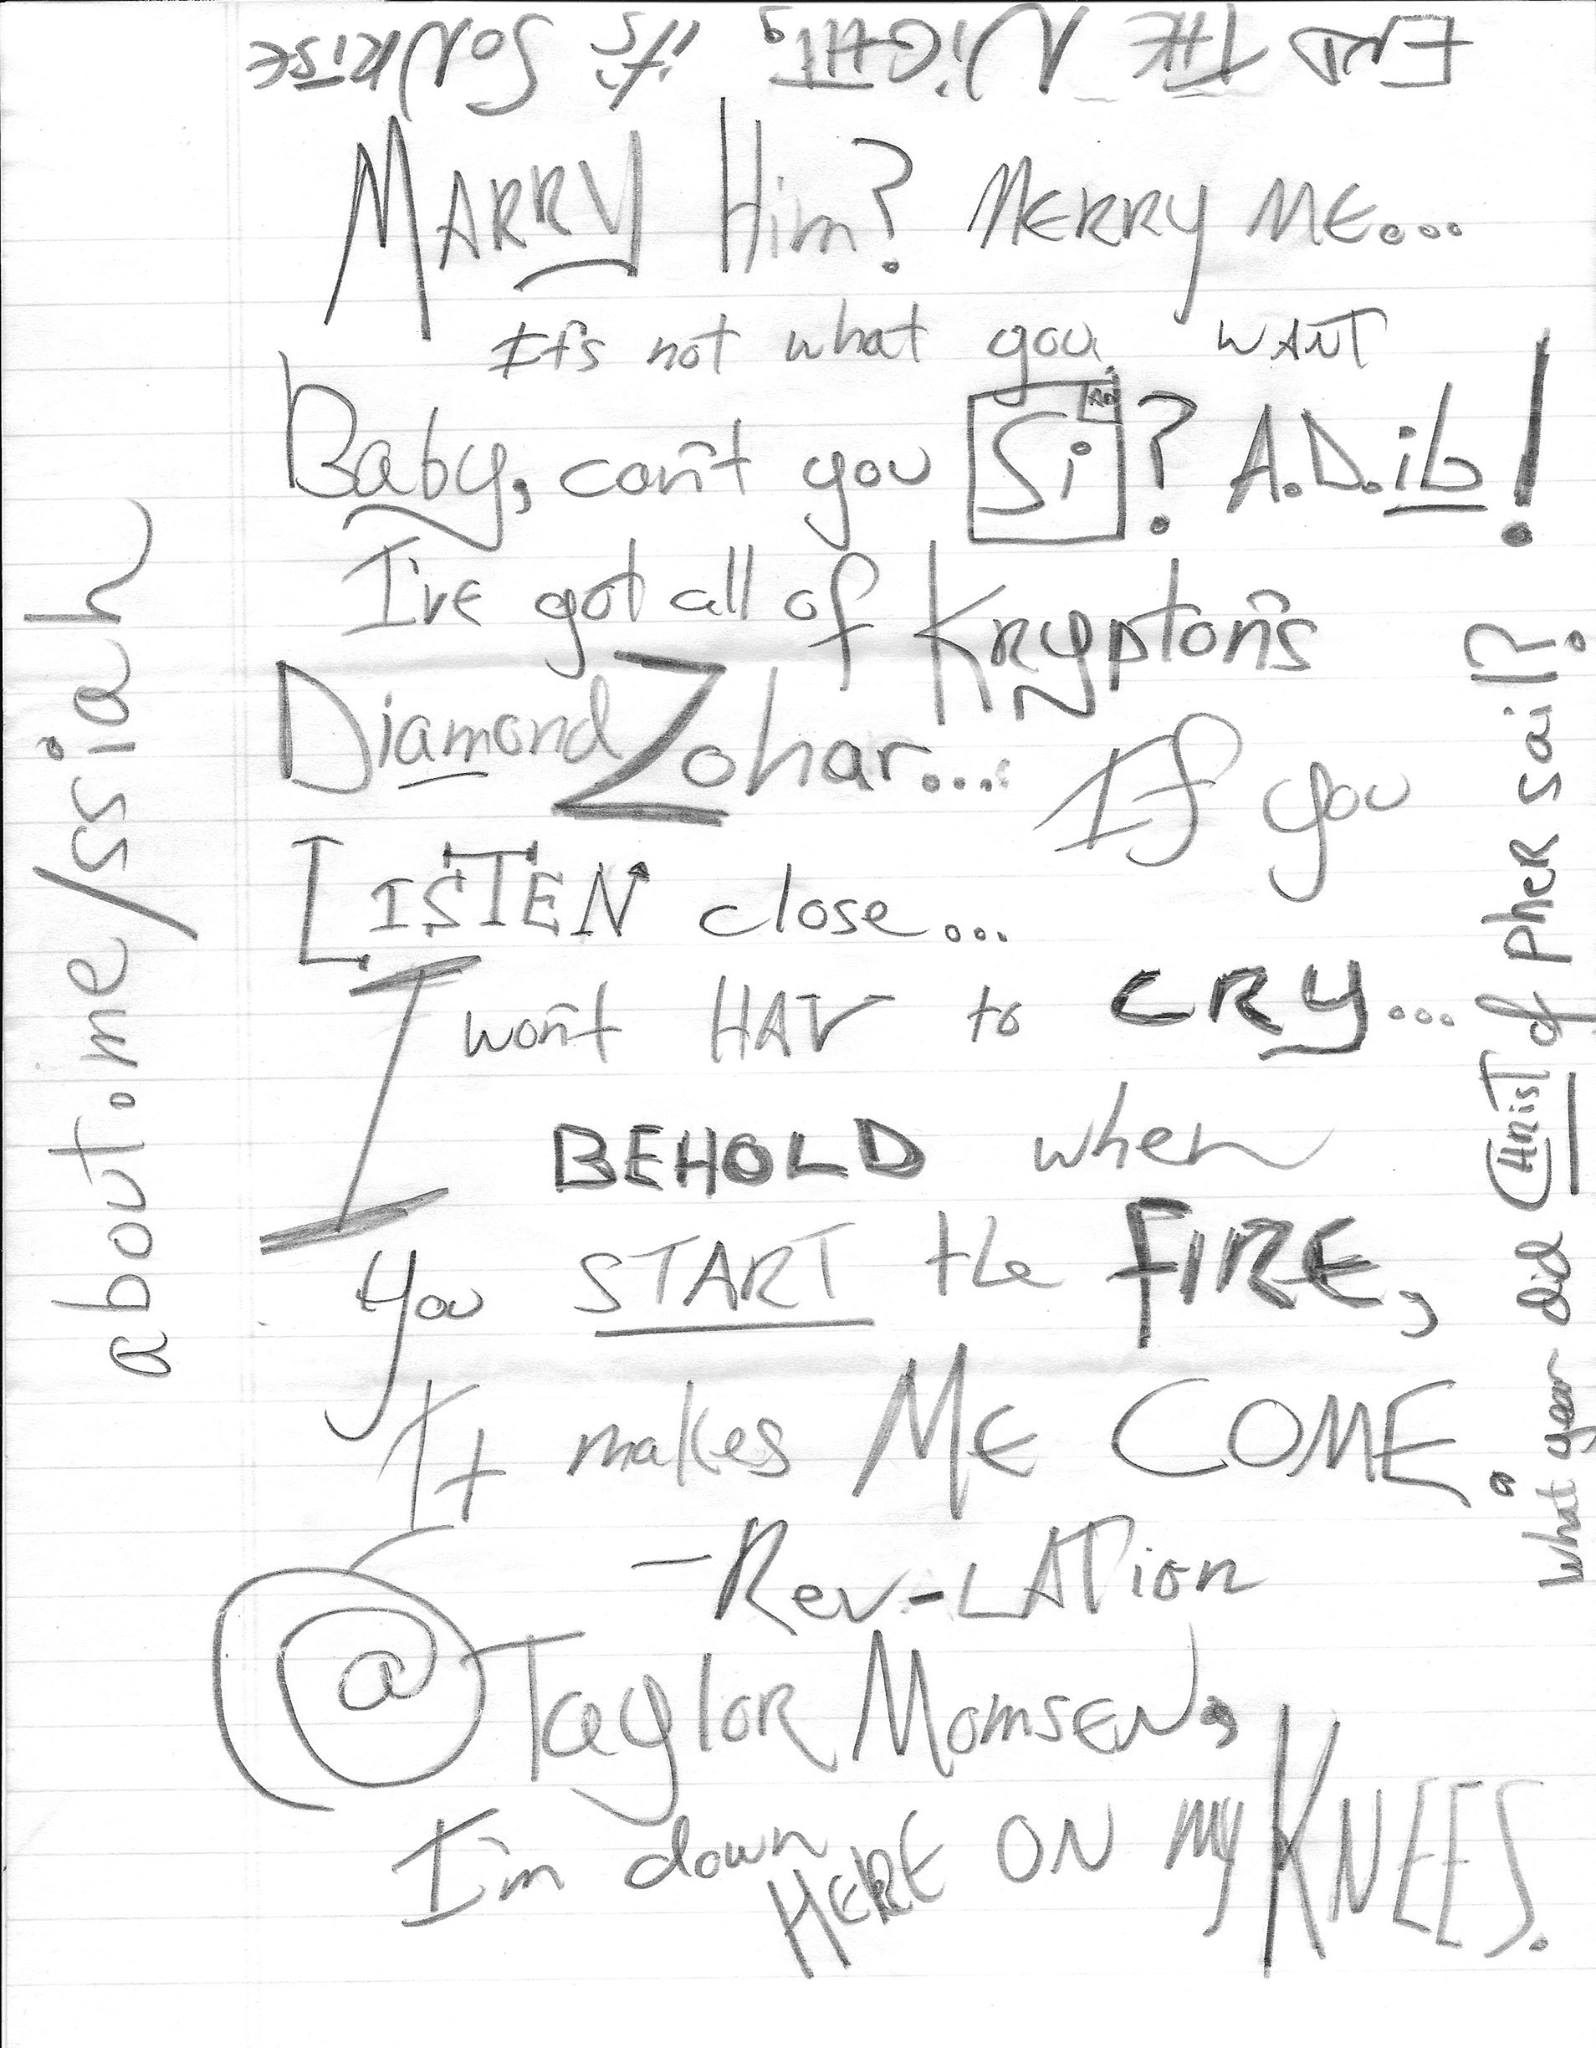 END THE NiGHT, it's SoNRiSE
MARRY Him? MERRY ME...
It's not what you WANT
Baby, can't you Si? A.D.ib!
I'vE got all of KRypton's
Diamond Zohar.... If you
LISTEN close...
I won't HAV to CRY...
BEHOLD when
you START the FIRE,
It makes ME COME.
-Rev-LATion
@TaylOR MomsEN,
I'm down HERE ON my KNEES.
about.me/ssiah
what year did CHRisT of pher sail?